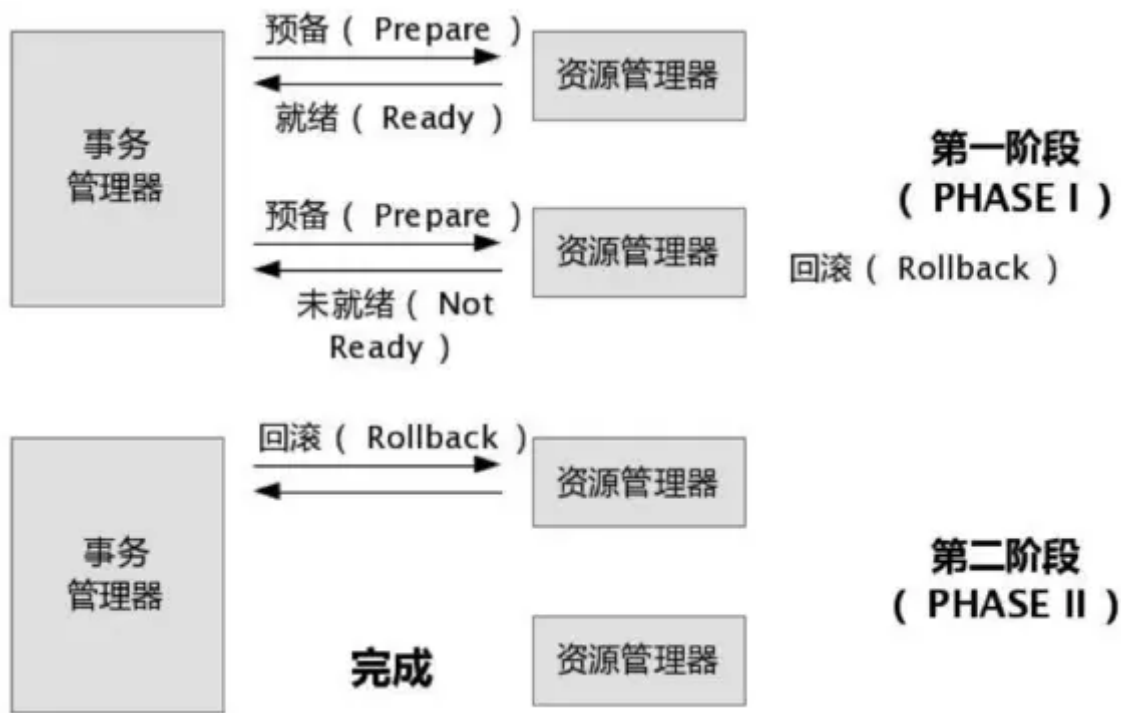 预备（ Prepare ）
资源管理器
就绪（ Ready ）
事务
管理器
第一阶段
（ PHASE I ）
预备（ Prepare ）
资源管理器
回滚（ Rollback ）
未就绪（ Not
Ready ）
回滚（ Rollback ）
资源管理器
事务
管理器
第二阶段
（ PHASE II ）
完成
资源管理器